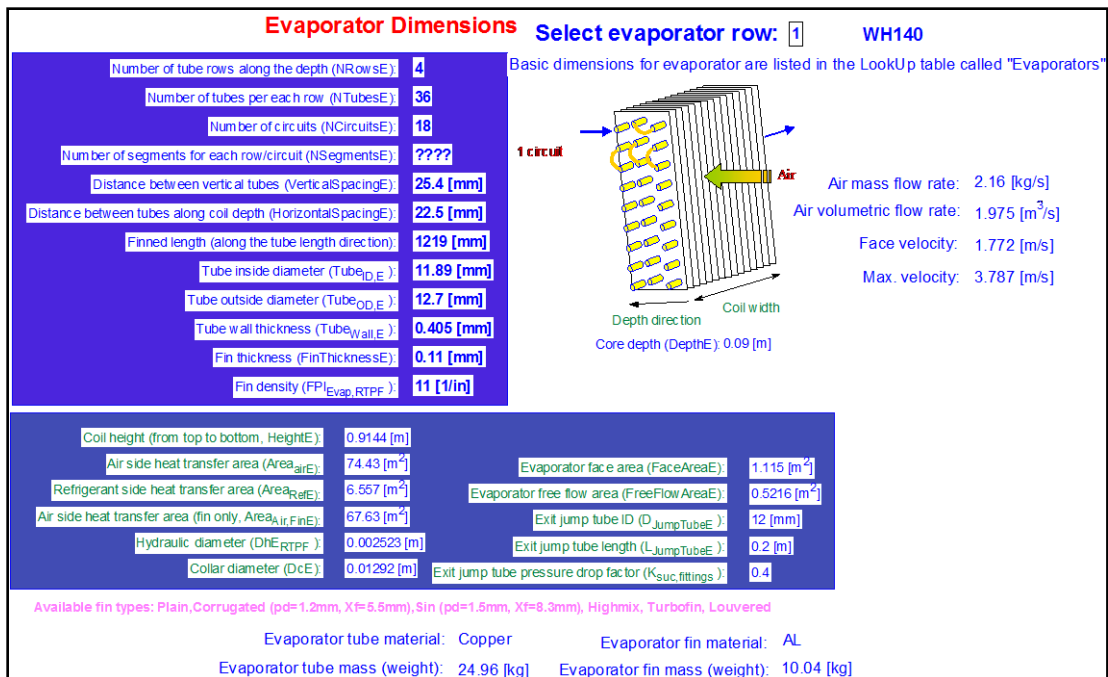 Evaporator Dimensions
Select evaporator row: 1 WH140
Basic dimensions for evaporator are listed in the LookUp table called "Evaporators"
Number of tube rows along the depth (NRowsE): 4
Number of tubes per each row (NTubesE): 36
Number of circuits (NCircuitsE): 18
Number of segments for each row/circuit (NSegmentsE): ????
Distance between vertical tubes (VerticalSpacingE): 25.4 [mm]
Distance between tubes along coil depth (HorizontalSpacingE): 22.5 [mm]
Finned length (along the tube length direction): 1219 [mm]
Tube inside diameter (Tube_ID,E ): 11.89 [mm]
Tube outside diameter (Tube_OD,E ): 12.7 [mm]
Tube wall thickness (Tube_Wall,E ): 0.405 [mm]
Fin thickness (FinThicknessE): 0.11 [mm]
Fin density (FPI_Evap,RTPF ): 11 [1/in]
1 circuit
Air
Depth direction
Coil width
Core depth (DepthE): 0.09 [m]
Air mass flow rate: 2.16 [kg/s]
Air volumetric flow rate: 1.975 [m³/s]
Face velocity: 1.772 [m/s]
Max. velocity: 3.787 [m/s]
Coil height (from top to bottom, HeightE): 0.9144 [m]
Air side heat transfer area (Area_airE): 74.43 [m²]
Refrigerant side heat transfer area (Area_RefE): 6.557 [m²]
Air side heat transfer area (fin only, Area_Air,FinE): 67.63 [m²]
Hydraulic diameter (DhE_RTPF ): 0.002523 [m]
Collar diameter (DcE): 0.01292 [m]
Evaporator face area (FaceAreaE): 1.115 [m²]
Evaporator free flow area (FreeFlowAreaE): 0.5216 [m²]
Exit jump tube ID (D_JumpTubeE ): 12 [mm]
Exit jump tube length (L_JumpTubeE ): 0.2 [m]
Exit jump tube pressure drop factor (K_suc,fittings ): 0.4
Available fin types: Plain,Corrugated (pd=1.2mm, Xf=5.5mm),Sin (pd=1.5mm, Xf=8.3mm), Highmix, Turbofin, Louvered
Evaporator tube material: Copper
Evaporator fin material: AL
Evaporator tube mass (weight): 24.96 [kg]
Evaporator fin mass (weight): 10.04 [kg]